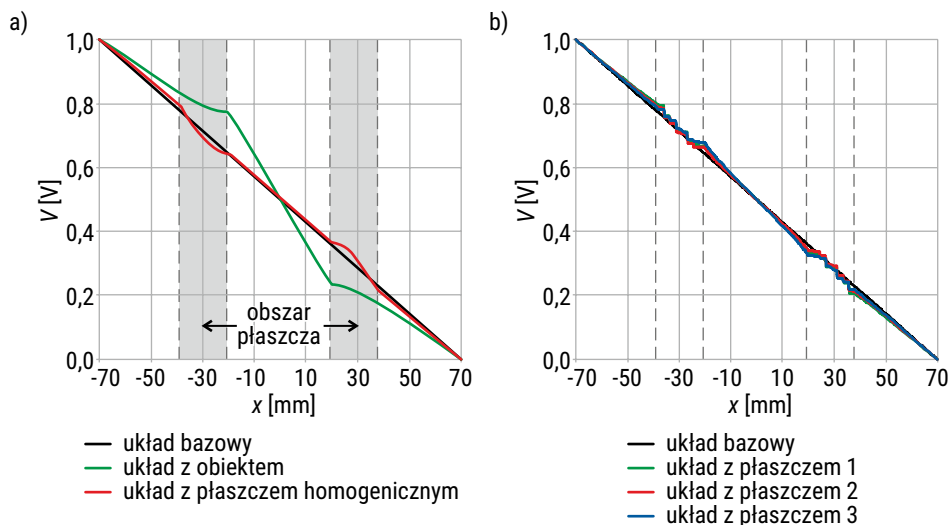 a)
V [V]
1,0
0,8
0,6
0,4
0,2
0,0
-70 -50 -30 -10 10 30 50 70
x [mm]
obszar
płaszcza
układ bazowy
układ z obiektem
układ z płaszczem homogenicznym
b)
V [V]
1,0
0,8
0,6
0,4
0,2
0,0
-70 -50 -30 -10 10 30 50 70
x [mm]
układ bazowy
układ z płaszczem 1
układ z płaszczem 2
układ z płaszczem 3